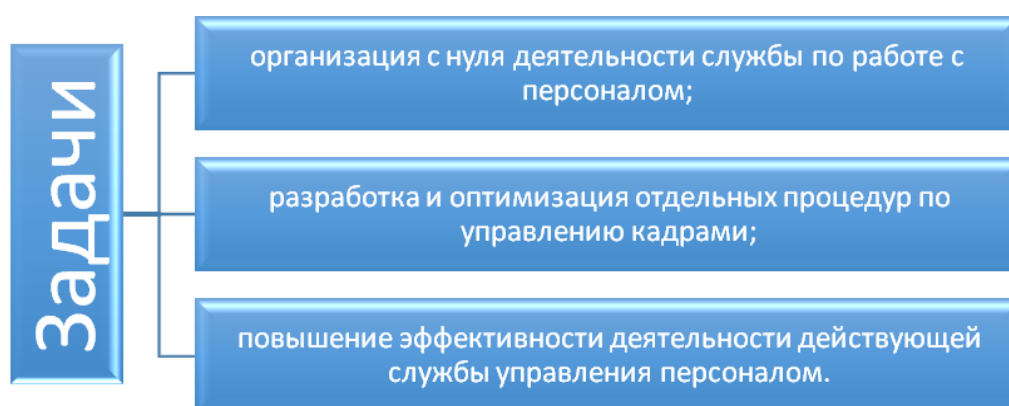 Задачи
организация с нуля деятельности службы по работе с
персоналом;
разработка и оптимизация отдельных процедур по
управлению кадрами;
повышение эффективности деятельности действующей
службы управления персоналом.